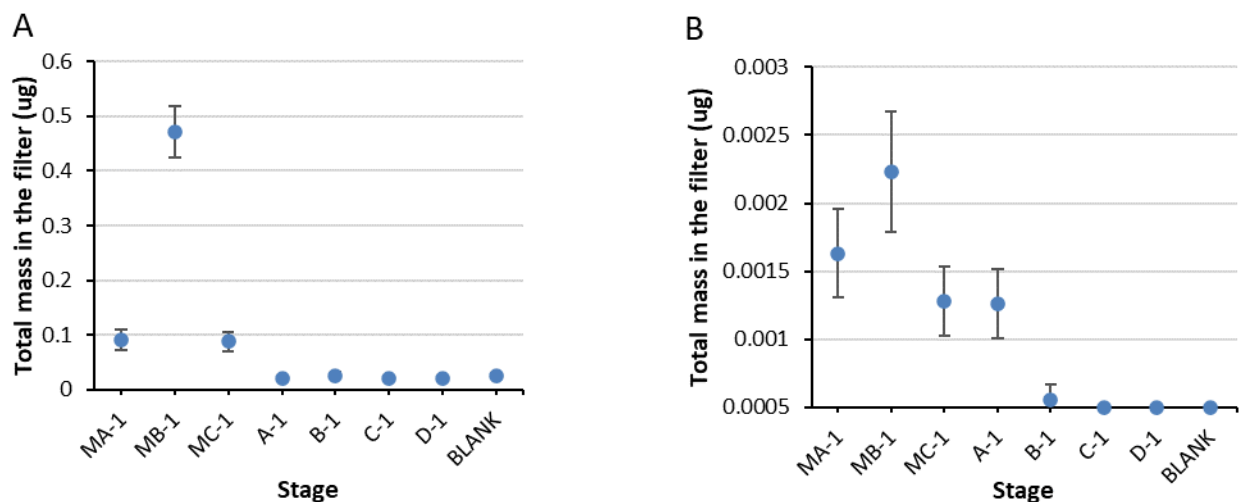 A
Total mass in the filter (ug)
0.6
0.5
0.4
0.3
0.2
0.1
0
MA-1
MB-1
MC-1
A-1
B-1
C-1
D-1
BLANK
Stage
B
Total mass in the filter (ug)
0.003
0.0025
0.002
0.0015
0.001
0.0005
MA-1
MB-1
MC-1
A-1
B-1
C-1
D-1
BLANK
Stage